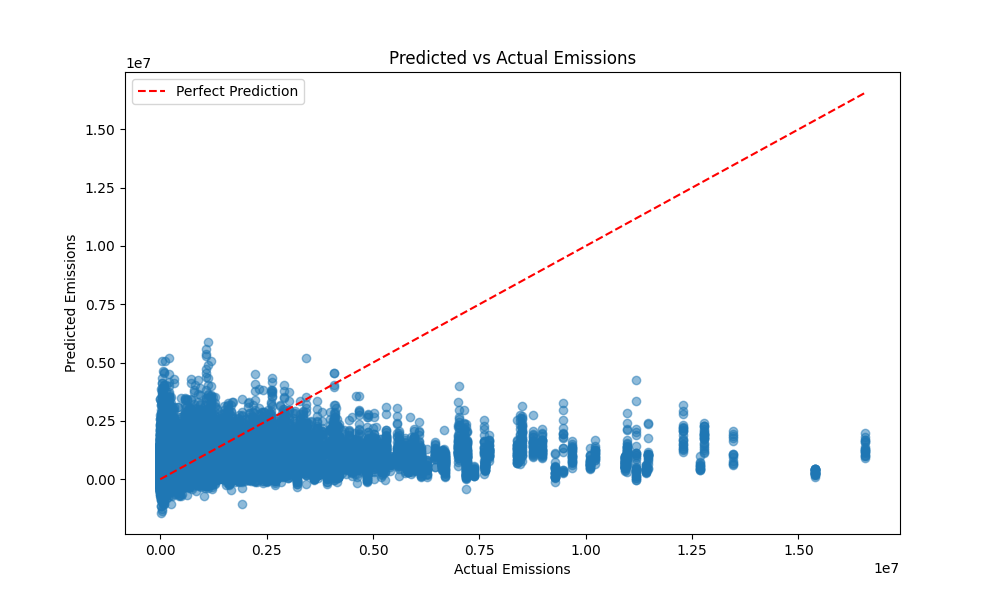 Predicted vs Actual Emissions
1e7
Perfect Prediction
1.50
1.25
1.00
0.75
0.50
0.25
0.00
Predicted Emissions
0.00 0.25 0.50 0.75 1.00 1.25 1.50
Actual Emissions
1e7